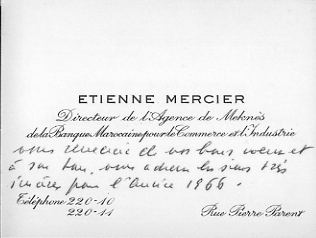 ETIENNE MERCIER
Directeur de l'Agence de Meknès
de la Banque Marocaine pour le Commerce et l'Industrie
vous remercie de vos bons voeux et
à son tour, vous adresse les siens très
sincères pour l'Année 1966.
Téléphone 220-10
220-11
Rue Pierre Parent